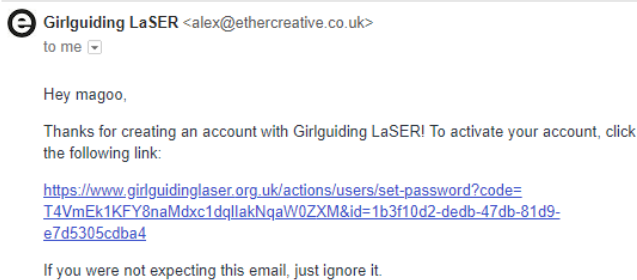 e Girlguiding LaSER <alex@ethercreative.co.uk>
to me
Hey magoo,
Thanks for creating an account with Girlguiding LaSER! To activate your account, click
the following link:
https://www.girlguidinglaser.org.uk/actions/users/set-password?code=
T4VmEk1KFY8naMdxc1dqllakNqaW0ZXM&id=1b3f10d2-dedb-47db-81d9-
e7d5305cdba4
If you were not expecting this email, just ignore it.